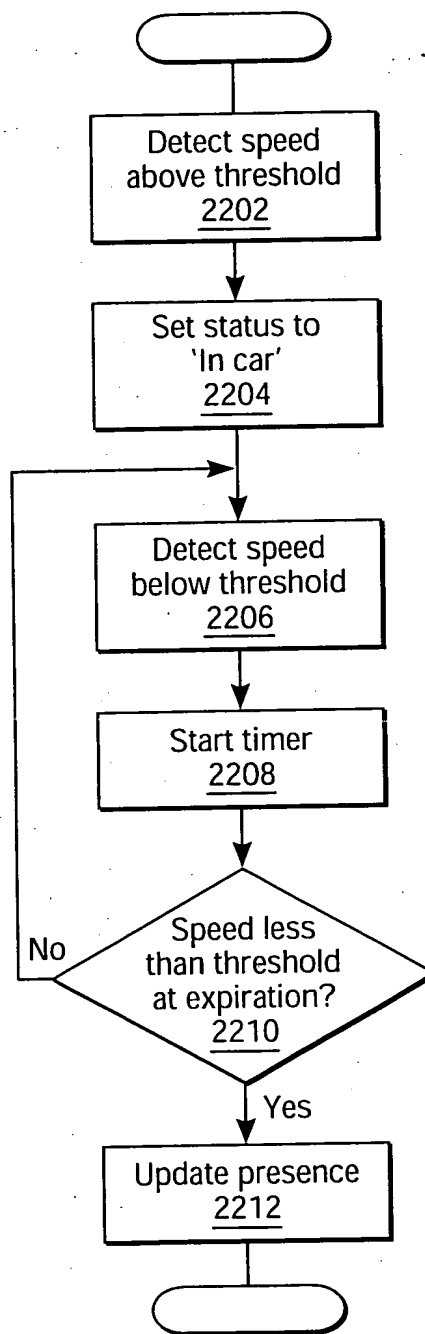 Detect speed
above threshold
2202
Set status to
'In car'
2204
Detect speed
below threshold
2206
Start timer
2208
Speed less
than threshold
at expiration?
2210
No
Yes
Update presence
2212